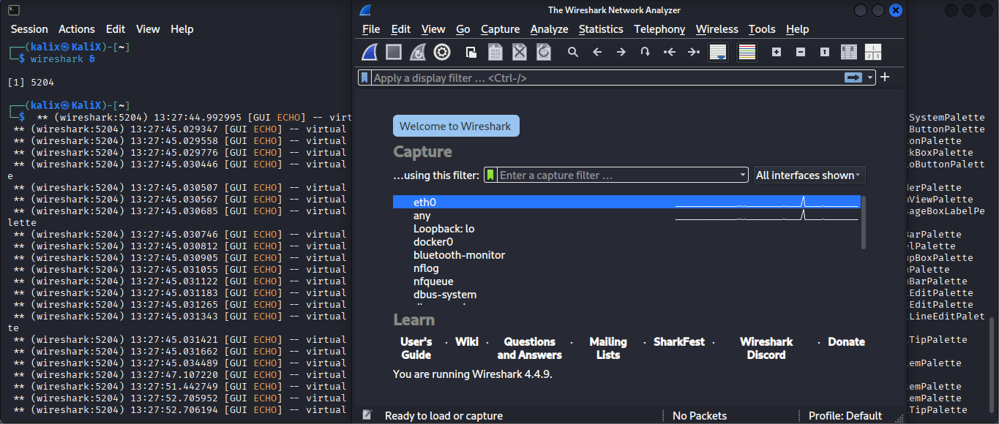 Session Actions Edit View Help
┌──(kalix㉿KaliX)-[~]
└─$ wireshark &
[1] 5204
┌──(kalix㉿KaliX)-[~]
└─$ ** (wireshark:5204) 13:27:44.992995 [GUI ECHO] -- virt
** (wireshark:5204) 13:27:45.029347 [GUI ECHO] -- virtual
** (wireshark:5204) 13:27:45.029558 [GUI ECHO] -- virtual
** (wireshark:5204) 13:27:45.029776 [GUI ECHO] -- virtual
** (wireshark:5204) 13:27:45.030446 [GUI ECHO] -- virtual
e
** (wireshark:5204) 13:27:45.030507 [GUI ECHO] -- virtual
** (wireshark:5204) 13:27:45.030567 [GUI ECHO] -- virtual
** (wireshark:5204) 13:27:45.030685 [GUI ECHO] -- virtual
lette
** (wireshark:5204) 13:27:45.030746 [GUI ECHO] -- virtual
** (wireshark:5204) 13:27:45.030812 [GUI ECHO] -- virtual
** (wireshark:5204) 13:27:45.030905 [GUI ECHO] -- virtual
** (wireshark:5204) 13:27:45.031055 [GUI ECHO] -- virtual
** (wireshark:5204) 13:27:45.031122 [GUI ECHO] -- virtual
** (wireshark:5204) 13:27:45.031183 [GUI ECHO] -- virtual
** (wireshark:5204) 13:27:45.031265 [GUI ECHO] -- virtual
** (wireshark:5204) 13:27:45.031343 [GUI ECHO] -- virtual
te
** (wireshark:5204) 13:27:45.031421 [GUI ECHO] -- virtual
** (wireshark:5204) 13:27:45.031662 [GUI ECHO] -- virtual
** (wireshark:5204) 13:27:45.034489 [GUI ECHO] -- virtual
** (wireshark:5204) 13:27:47.107220 [GUI ECHO] -- virtual
** (wireshark:5204) 13:27:51.442749 [GUI ECHO] -- virtual
** (wireshark:5204) 13:27:52.705952 [GUI ECHO] -- virtual
** (wireshark:5204) 13:27:52.706194 [GUI ECHO] -- virtual
The Wireshark Network Analyzer
File Edit View Go Capture Analyze Statistics Telephony Wireless Tools Help
Apply a display filter ... <Ctrl-/>
Welcome to Wireshark
Capture
...using this filter: Enter a capture filter ... All interfaces shown
eth0
any
Loopback: lo
docker0
bluetooth-monitor
nflog
nfqueue
dbus-system
Learn
User's Guide · Wiki · Questions and Answers · Mailing Lists · SharkFest · Wireshark Discord · Donate
You are running Wireshark 4.4.9.
Ready to load or capture No Packets Profile: Default
SystemPalette
ButtonPalette
onPalette
ckBoxPalette
oButtonPalett
derPalette
ViewPalette
sageBoxLabelPe
BarPalette
elPalette
upBoxPalette
Palette
uBarPalette
EditPalette
EditPalette
LineEditPalet
TipPalette
emPalette
emPalette
emPalette
TipPalette